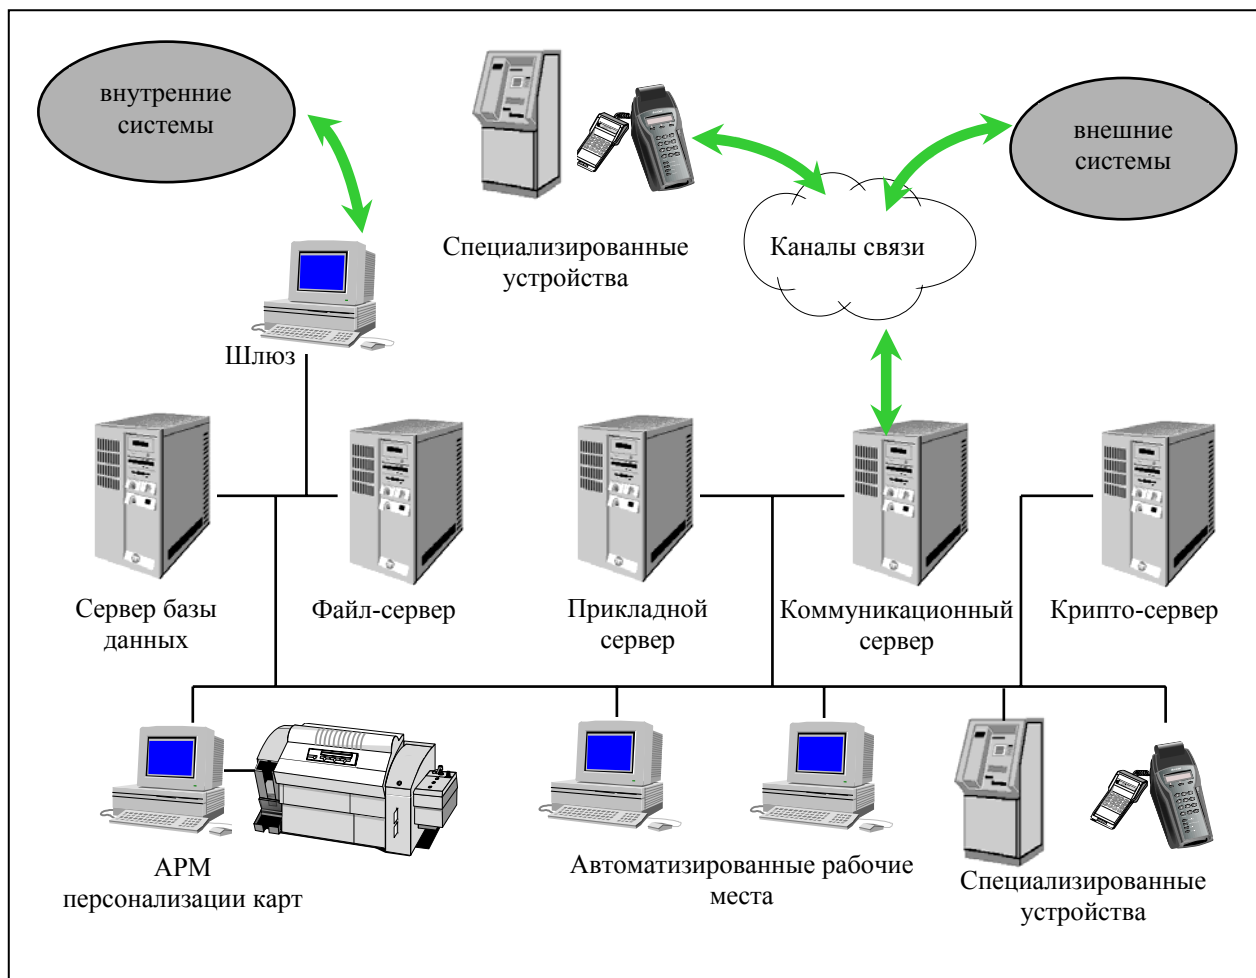 внутренние
системы
внешние
системы
Специализированные
устройства
Каналы связи
Шлюз
Сервер базы
данных
Файл-сервер
Прикладной
сервер
Коммуникационный
сервер
Крипто-сервер
АРМ
персонализации карт
Автоматизированные рабочие
места
Специализированные
устройства